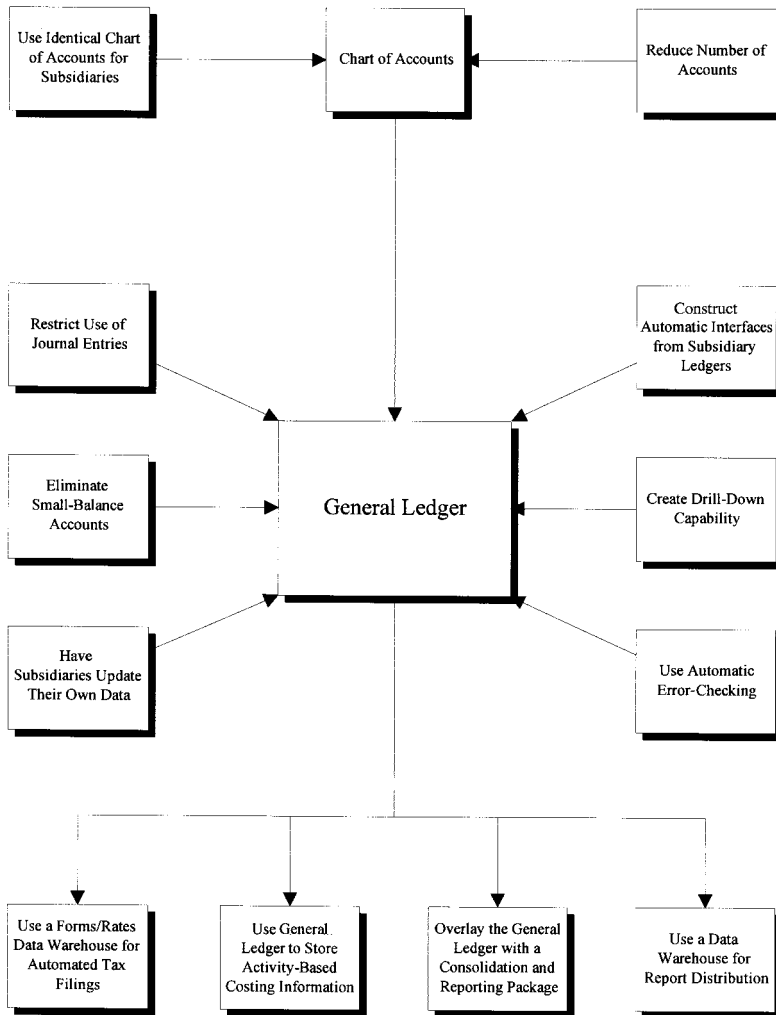 Use Identical Chart
of Accounts for
Subsidiaries
Chart of Accounts
Reduce Number of
Accounts
Restrict Use of
Journal Entries
Construct
Automatic Interfaces
from Subsidiary
Ledgers
Eliminate
Small-Balance
Accounts
General Ledger
Create Drill-Down
Capability
Have
Subsidiaries Update
Their Own Data
Use Automatic
Error-Checking
Use a Forms/Rates
Data Warehouse for
Automated Tax
Filings
Use General
Ledger to Store
Activity-Based
Costing Information
Overlay the General
Ledger with a
Consolidation and
Reporting Package
Use a Data
Warehouse for
Report Distribution